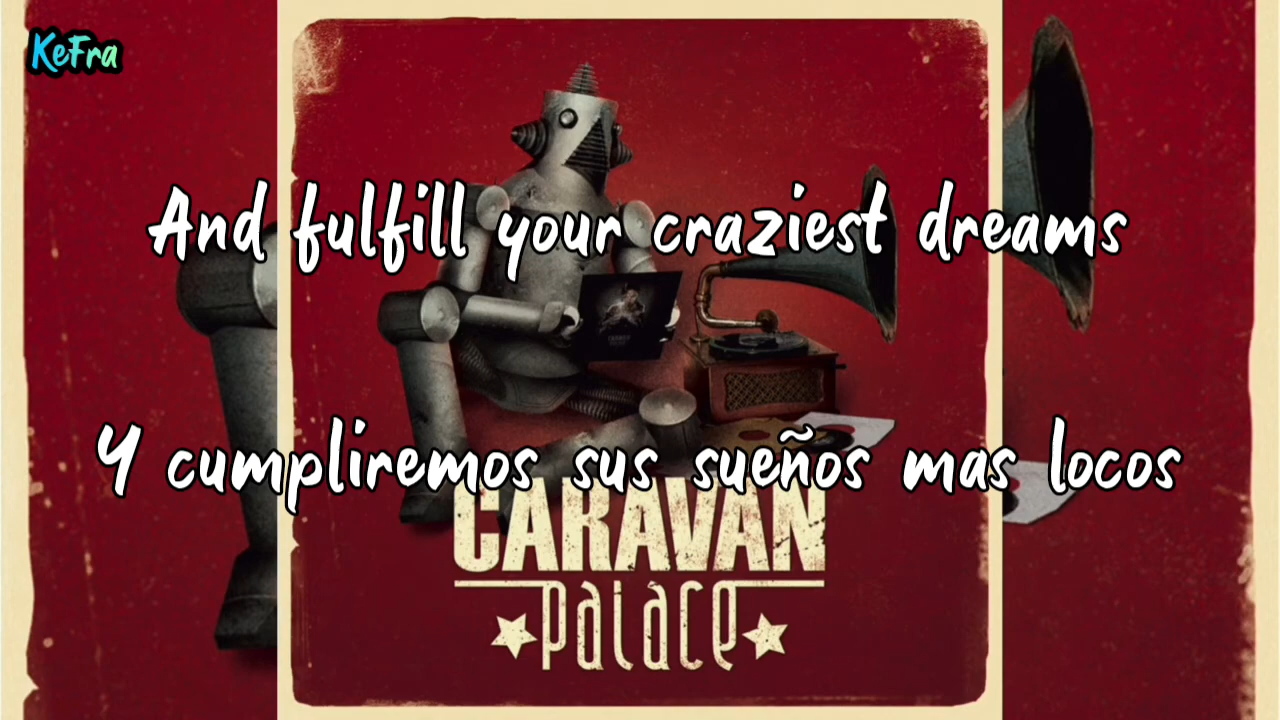 KeFra
And fulfill your craziest dreams
Y cumpliremos sus sueños mas locos
CARAVAN
palace